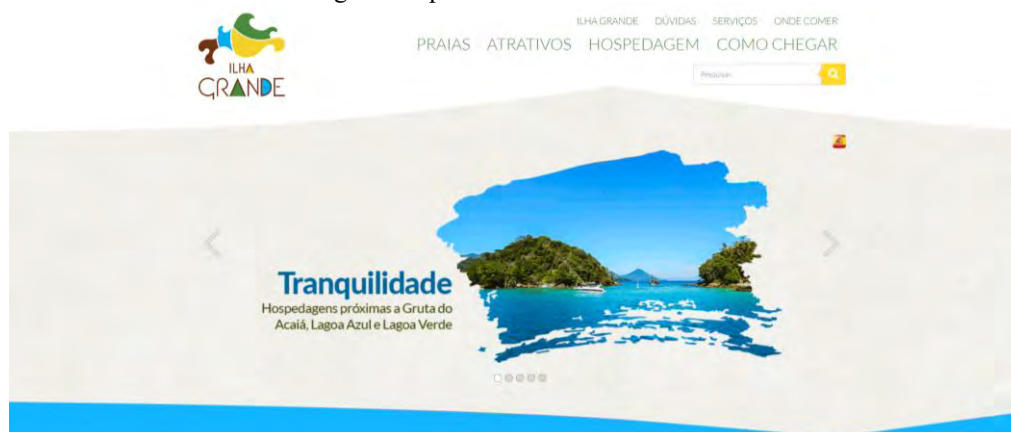 ILHA GRANDE DÚVIDAS SERVIÇOS ONDE COMER
PRAIAS ATRATIVOS HOSPEDAGEM COMO CHEGAR
ILHA
GRANDE
Pesquisar...
Tranquilidade
Hospedagens próximas a Gruta do
Acaiá, Lagoa Azul e Lagoa Verde